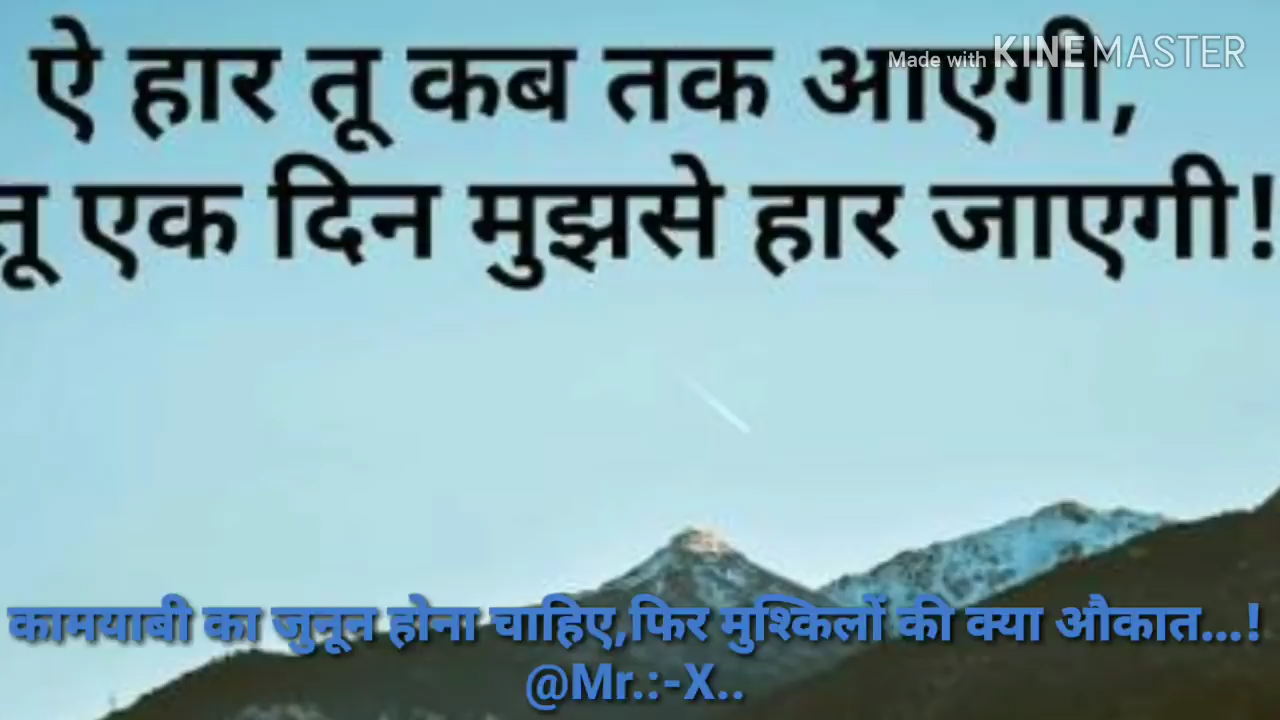 Made with KINEMASTER
ऐ हार तू कब तक आएगी,
तू एक दिन मुझसे हार जाएगी!
कामयाबी का जुनून होना चाहिए,फिर मुश्किलों की क्या औकात...!
@Mr.:-X..